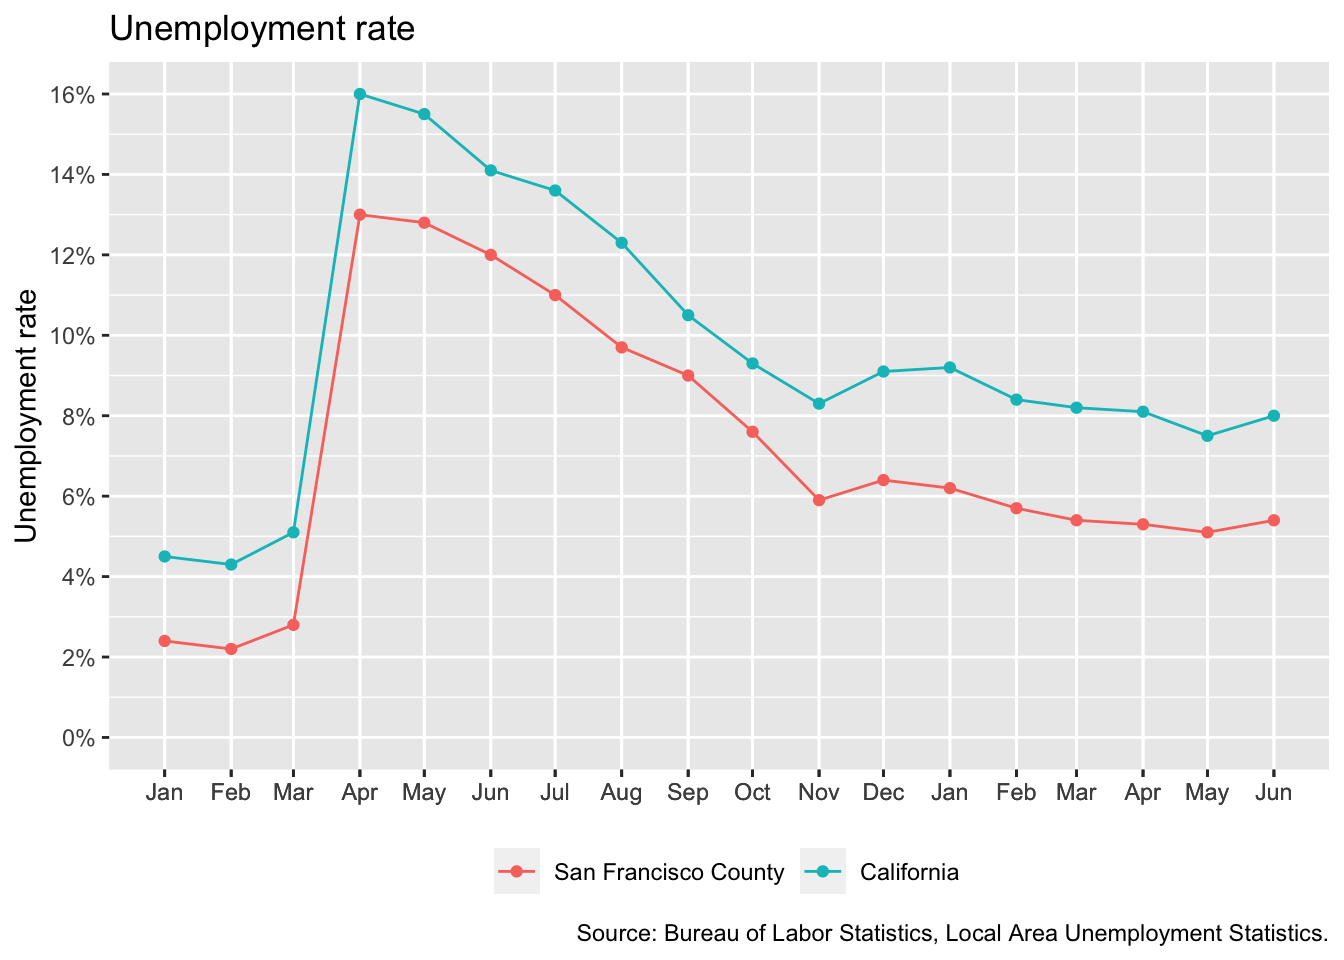 Unemployment rate
Unemployment rate
16%
14%
12%
10%
8%
6%
4%
2%
0%
Jan Feb Mar Apr May Jun Jul Aug Sep Oct Nov Dec Jan Feb Mar Apr May Jun
San Francisco County California
Source: Bureau of Labor Statistics, Local Area Unemployment Statistics.